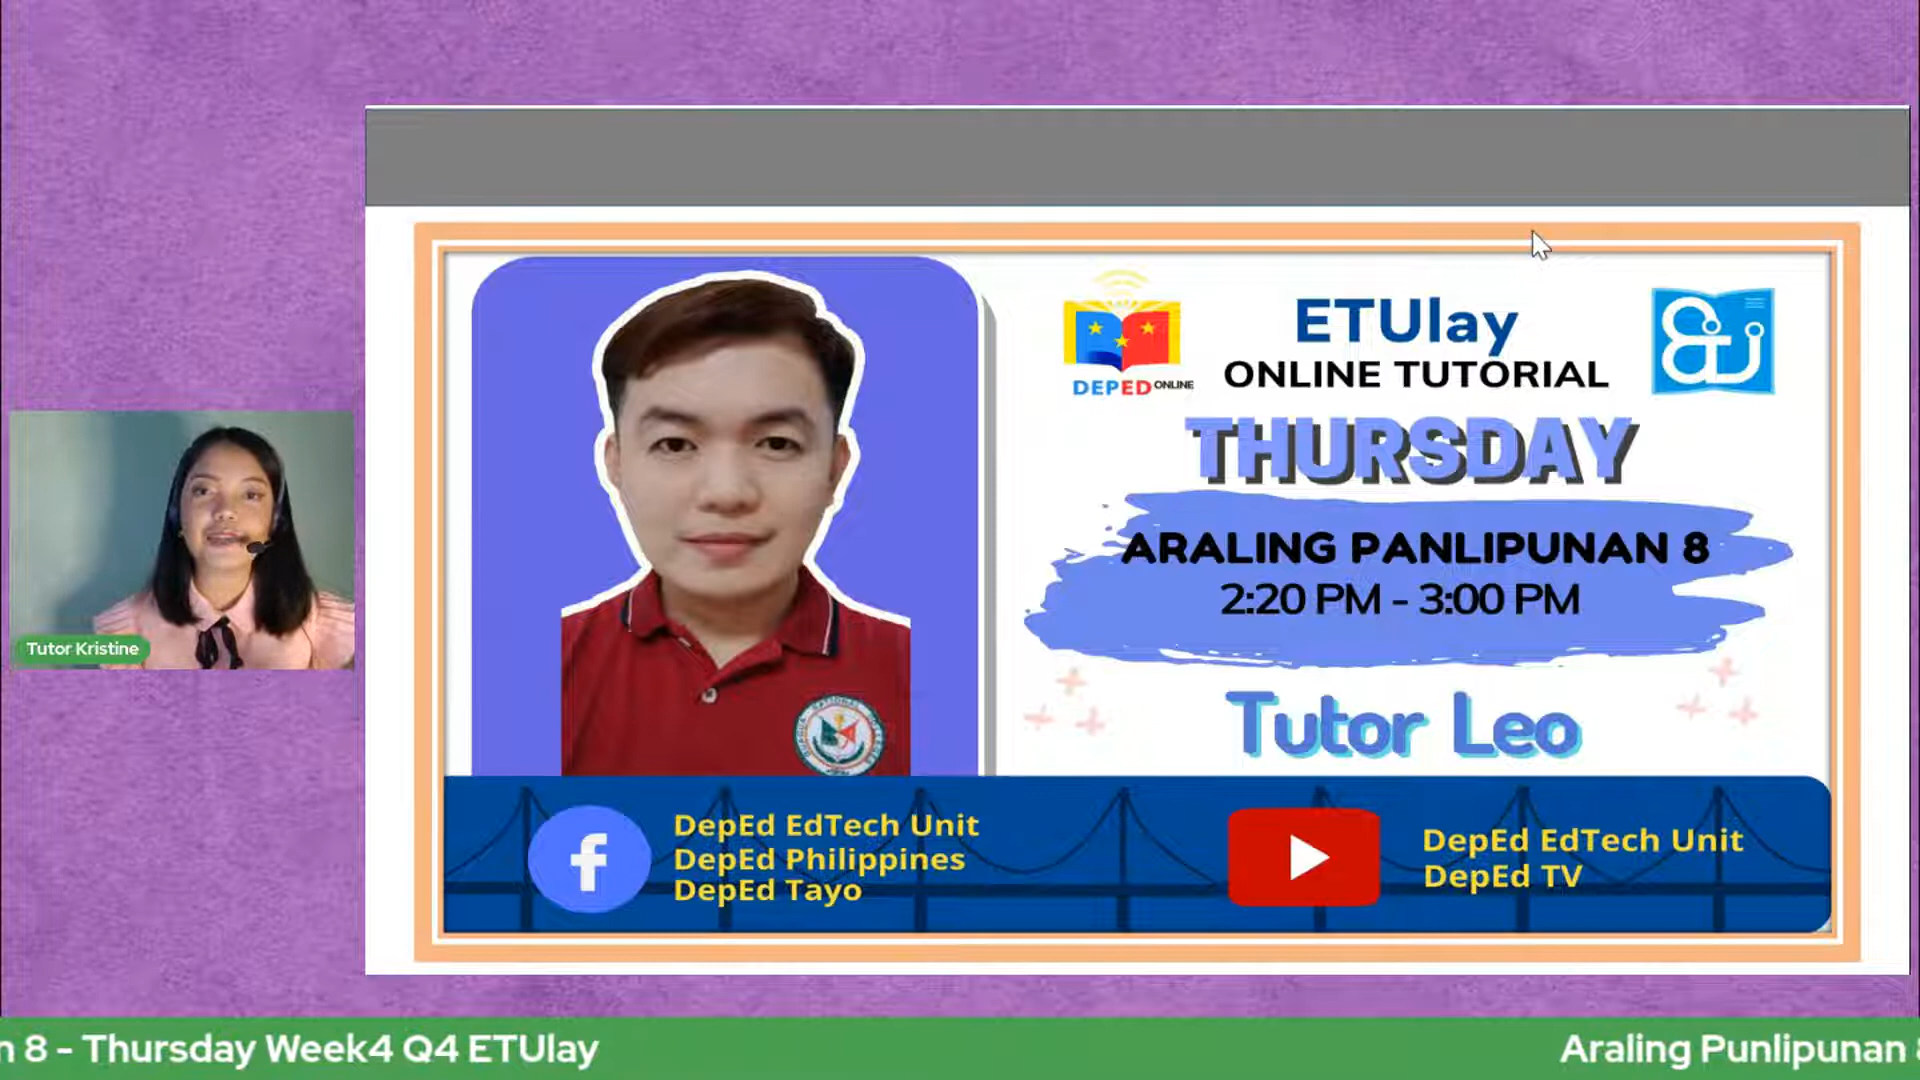 DEPED ONLINE
ETUlay
ONLINE TUTORIAL
THURSDAY
ARALING PANLIPUNAN 8
2:20 PM - 3:00 PM
Tutor Leo
Tutor Kristine
DepEd EdTech Unit
DepEd Philippines
DepEd Tayo
DepEd EdTech Unit
DepEd TV
n 8 - Thursday Week4 Q4 ETUlay
Araling Punlipunan 8